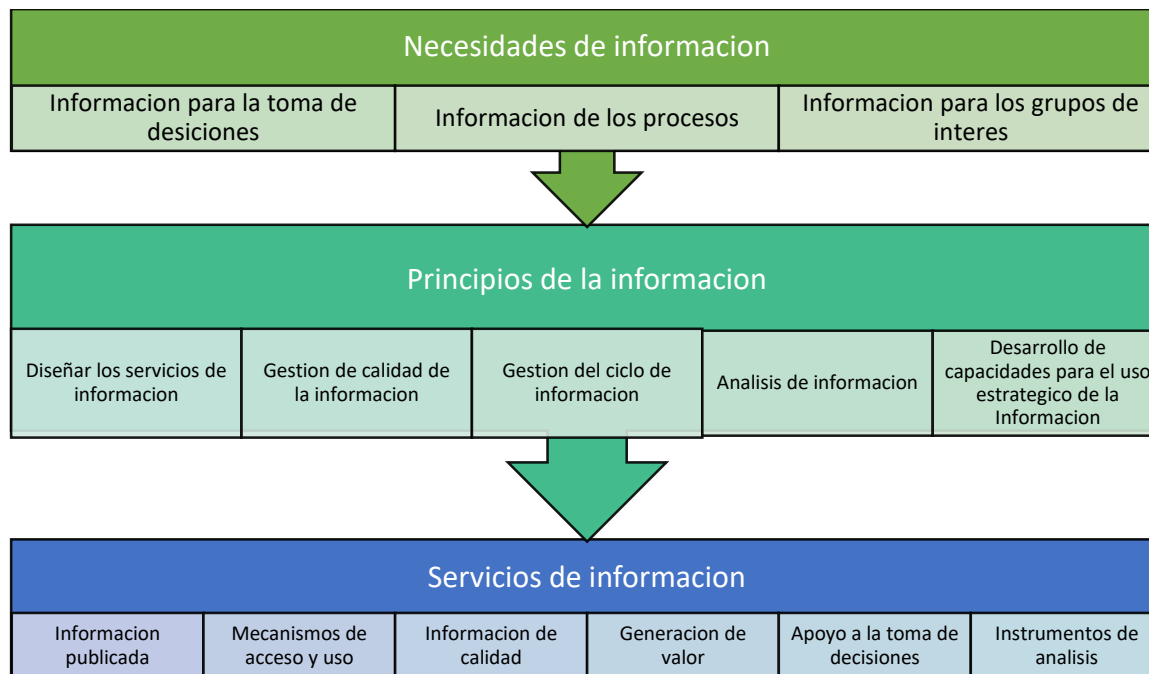 Necesidades de informacion
Informacion para la toma de
desiciones
Informacion de los procesos
Informacion para los grupos de
interes
Principios de la informacion
Diseñar los servicios de
informacion
Gestion de calidad de
la informacion
Gestion del ciclo de
informacion
Analisis de informacion
Desarrollo de
capacidades para el uso
estrategico de la
Informacion
Servicios de informacion
Informacion
publicada
Mecanismos de
acceso y uso
Informacion de
calidad
Generacion de
valor
Apoyo a la toma de
decisiones
Instrumentos de
analisis